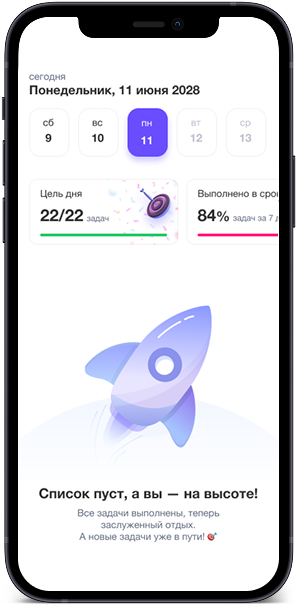 сегодня
Понедельник, 11 июня 2028
сб вс пн вт ср
9 10 11 12 13
Цель дня
22/22 задач
Выполнено в срок
84% задач за 7 д
Список пуст, а вы — на высоте!
Все задачи выполнены, теперь
заслуженный отдых.
А новые задачи уже в пути! 🎯